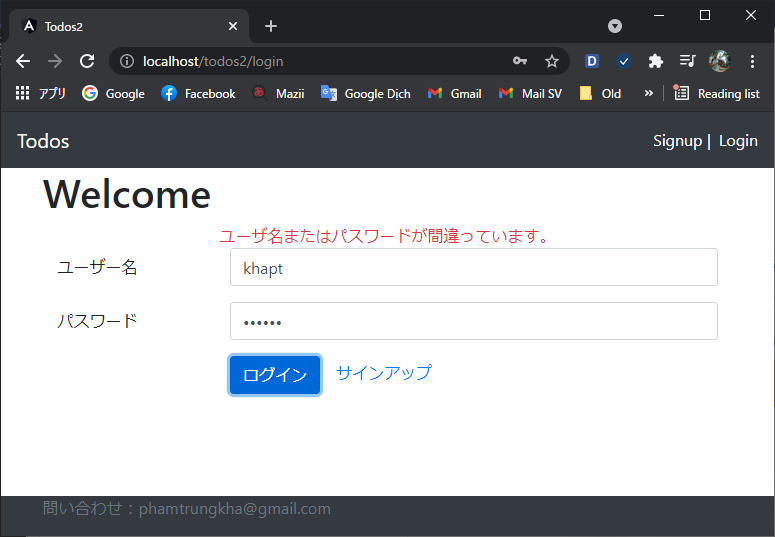 Todos2
localhost/todos2/login
アプリ Google Facebook Mazii Google Dịch Gmail Mail SV Old » Reading list
Todos Signup | Login
Welcome
ユーザ名またはパスワードが間違っています。
ユーザー名 khapt
パスワード ••••••
ログイン サインアップ
問い合わせ：phamtrungkha@gmail.com